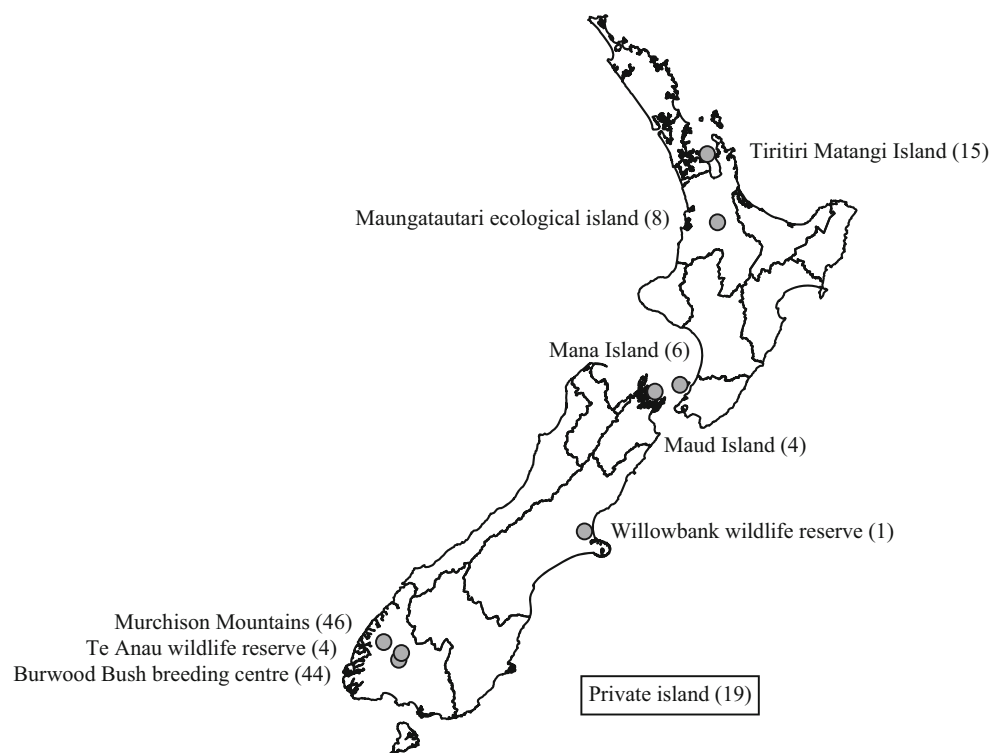 Tiritiri Matangi Island (15)
Maungatautari ecological island (8)
Mana Island (6)
Maud Island (4)
Willowbank wildlife reserve (1)
Murchison Mountains (46)
Te Anau wildlife reserve (4)
Burwood Bush breeding centre (44)
Private island (19)